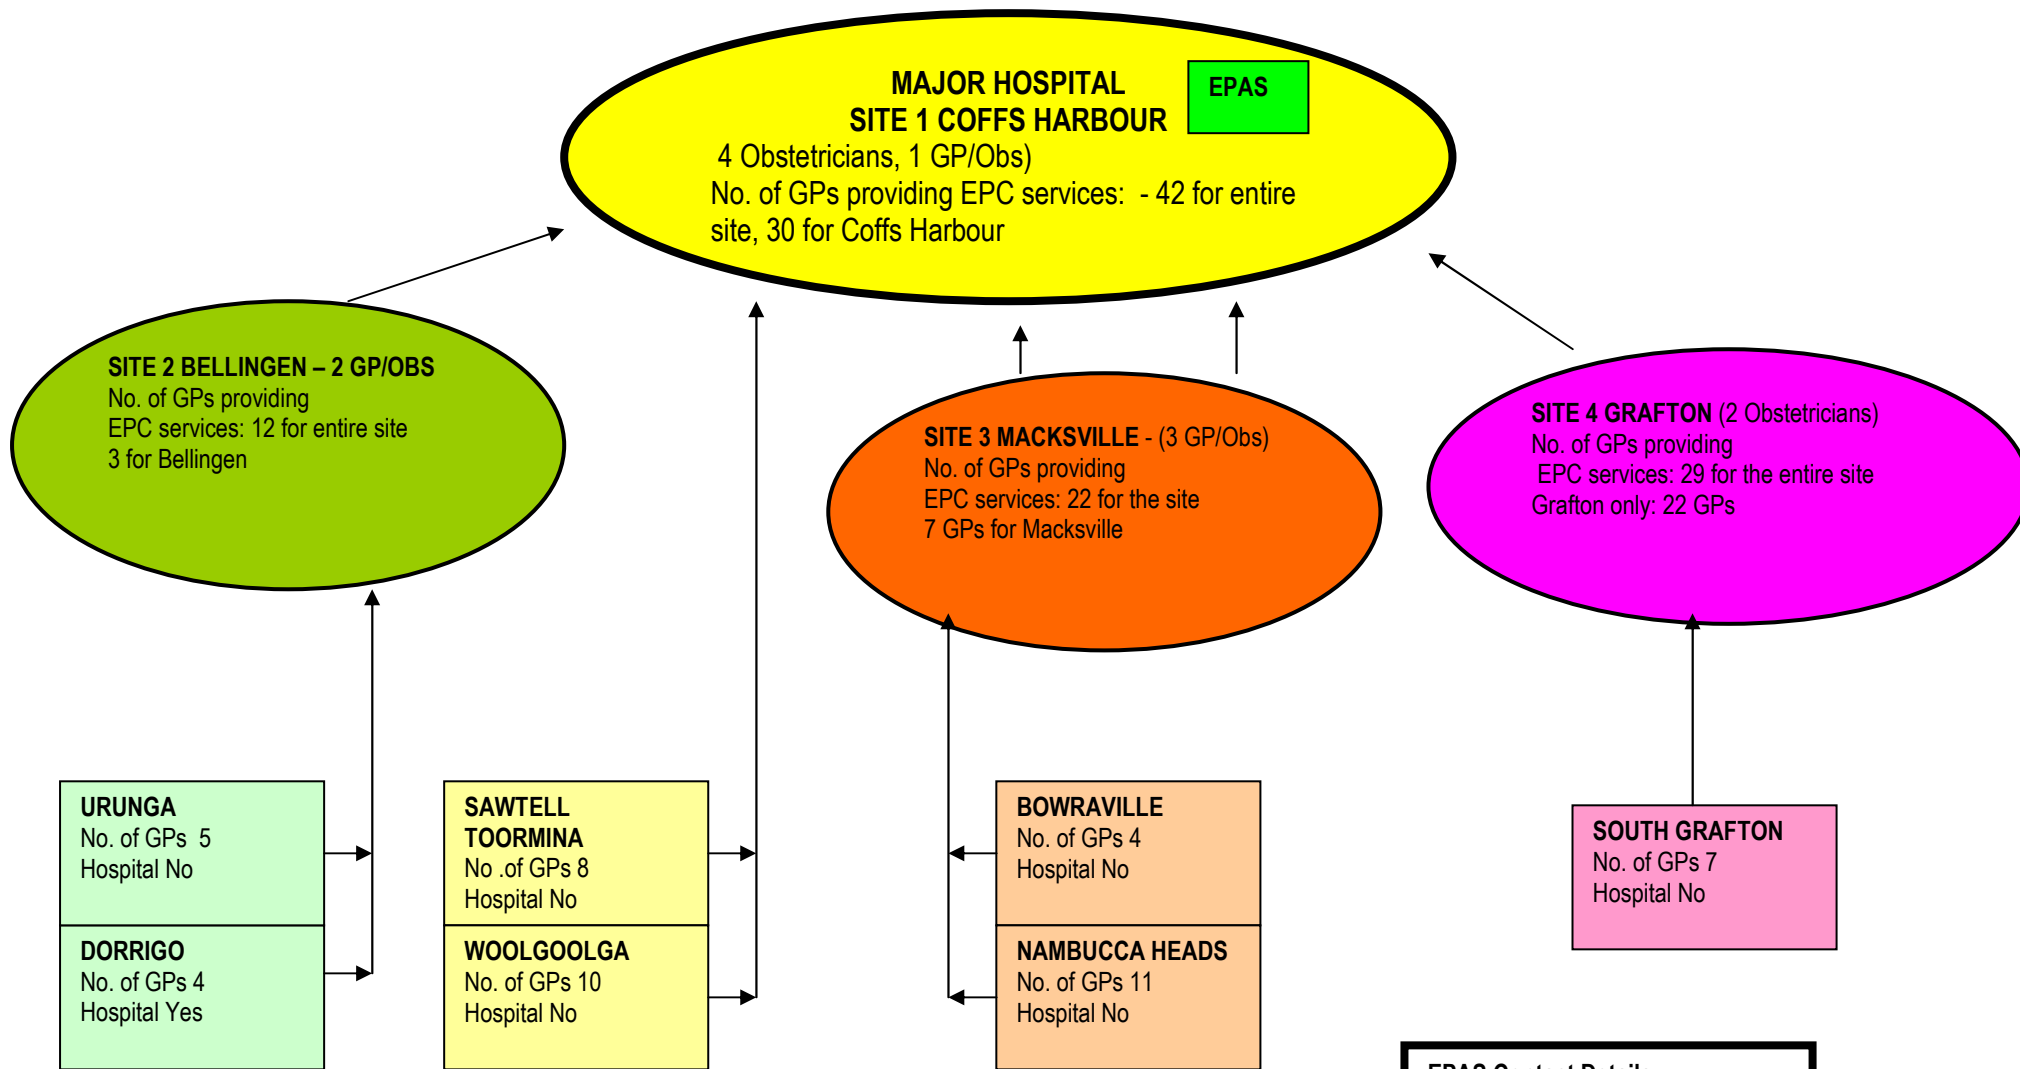 MAJOR HOSPITAL
SITE 1 COFFS HARBOUR
EPAS
4 Obstetricians, 1 GP/Obs)
No. of GPs providing EPC services:  - 42 for entire
site, 30 for Coffs Harbour
SITE 2 BELLINGEN – 2 GP/OBS
No. of GPs providing
EPC services: 12 for entire site
3 for Bellingen
SITE 3 MACKSVILLE - (3 GP/Obs)
No. of GPs providing
EPC services: 22 for the site
7 GPs for Macksville
SITE 4 GRAFTON (2 Obstetricians)
No. of GPs providing
EPC services: 29 for the entire site
Grafton only: 22 GPs
URUNGA
No. of GPs  5
Hospital No
DORRIGO
No. of GPs 4
Hospital Yes
SAWTELL
TOORMINA
No .of GPs 8
Hospital No
WOOLGOOLGA
No. of GPs 10
Hospital No
BOWRAVILLE
No. of GPs 4
Hospital No
NAMBUCCA HEADS
No. of GPs 11
Hospital No
SOUTH GRAFTON
No. of GPs 7
Hospital No
EPAS Contact Details